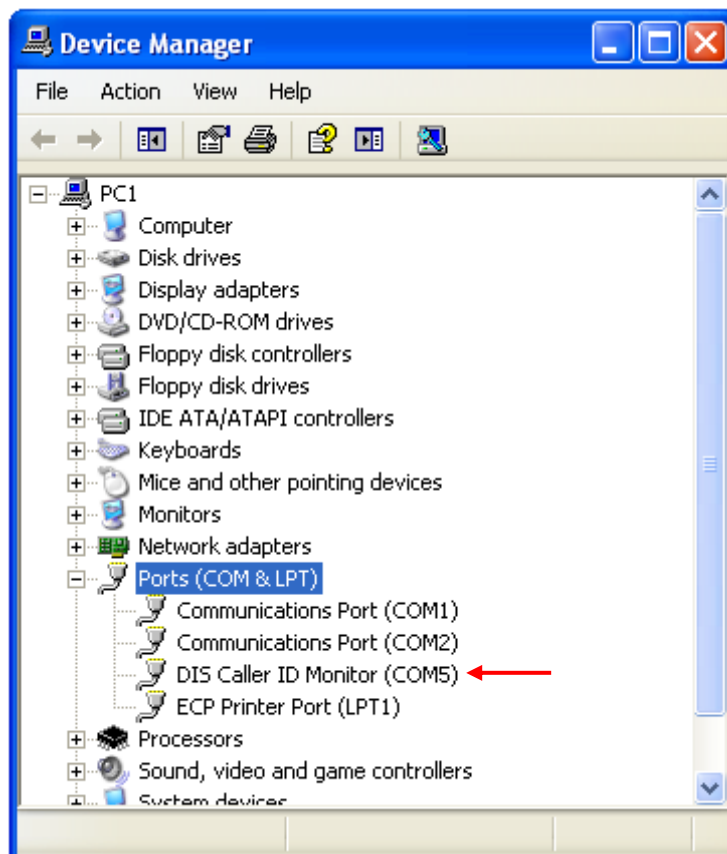 Device Manager
File Action View Help
PC1
Computer
Disk drives
Display adapters
DVD/CD-ROM drives
Floppy disk controllers
Floppy disk drives
IDE ATA/ATAPI controllers
Keyboards
Mice and other pointing devices
Monitors
Network adapters
Ports (COM & LPT)
Communications Port (COM1)
Communications Port (COM2)
DIS Caller ID Monitor (COM5)
ECP Printer Port (LPT1)
Processors
Sound, video and game controllers
System devices